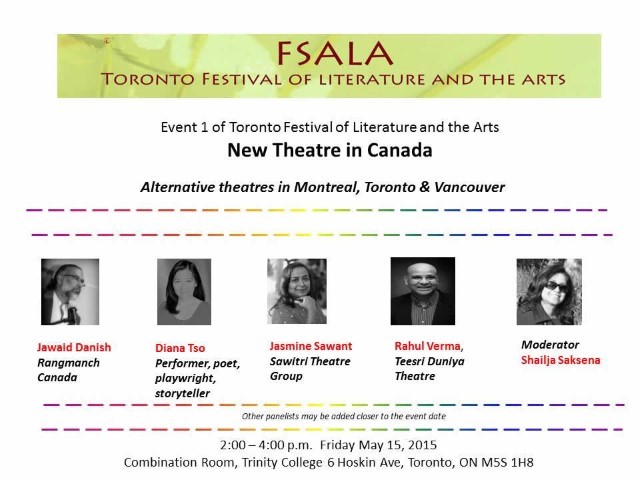 FSALA
TORONTO FESTIVAL OF LITERATURE AND THE ARTS
Event 1 of Toronto Festival of Literature and the Arts
New Theatre in Canada
Alternative theatres in Montreal, Toronto & Vancouver
Jawaid Danish
Rangmanch
Canada
Diana Tso
Performer, poet,
playwright,
storyteller
Jasmine Sawant
Sawitri Theatre
Group
Rahul Verma,
Teesri Duniya
Theatre
Moderator
Shailja Saksena
Other panelists may be added closer to the event date
2:00 – 4:00 p.m. Friday May 15, 2015
Combination Room, Trinity College 6 Hoskin Ave, Toronto, ON M5S 1H8